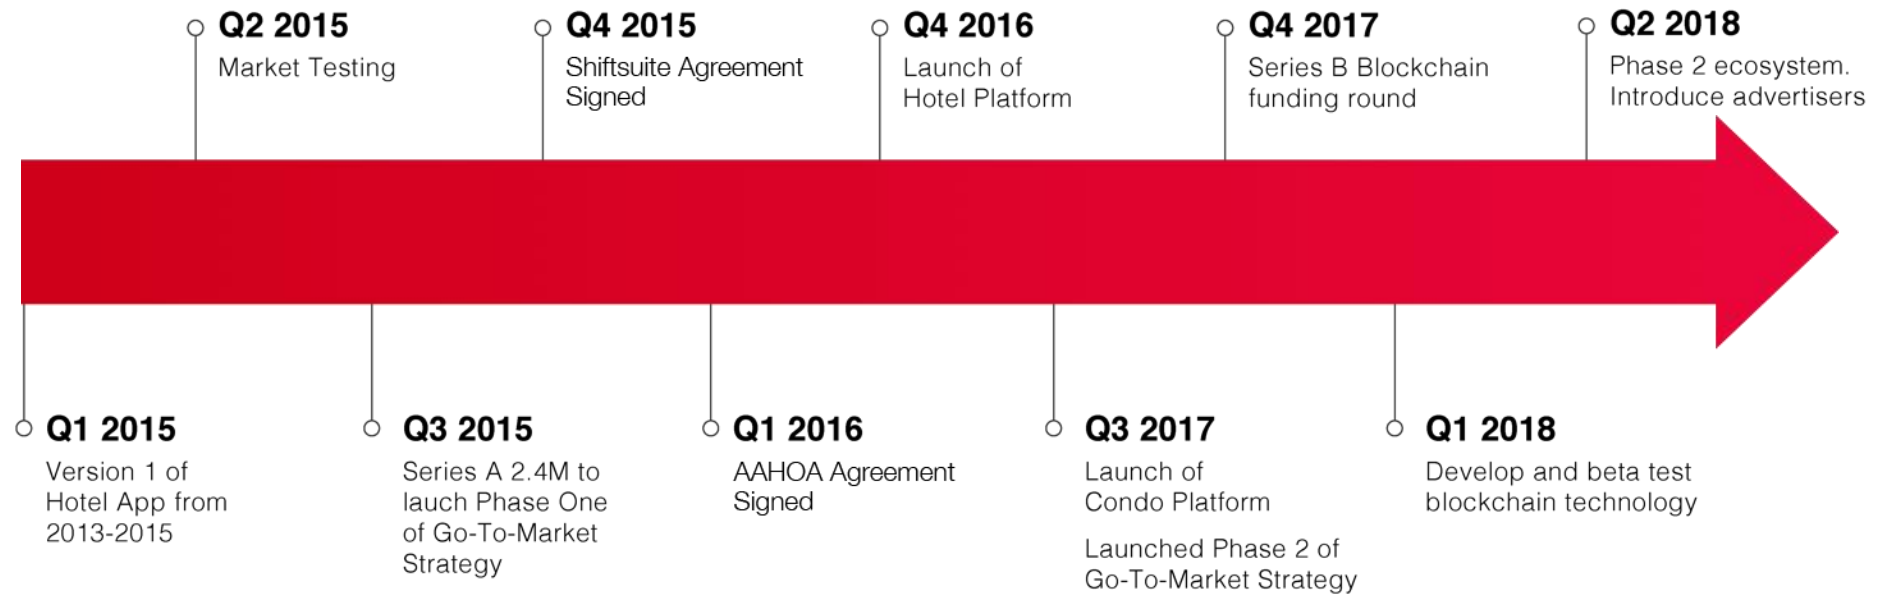 Q2 2015
Market Testing
Q4 2015
Shiftsuite Agreement
Signed
Q4 2016
Launch of
Hotel Platform
Q4 2017
Series B Blockchain
funding round
Q2 2018
Phase 2 ecosystem.
Introduce advertisers
Q1 2015
Version 1 of
Hotel App from
2013-2015
Q3 2015
Series A 2.4M to
lauch Phase One
of Go-To-Market
Strategy
Q1 2016
AAHOA Agreement
Signed
Q3 2017
Launch of
Condo Platform
Launched Phase 2 of
Go-To-Market Strategy
Q1 2018
Develop and beta test
blockchain technology